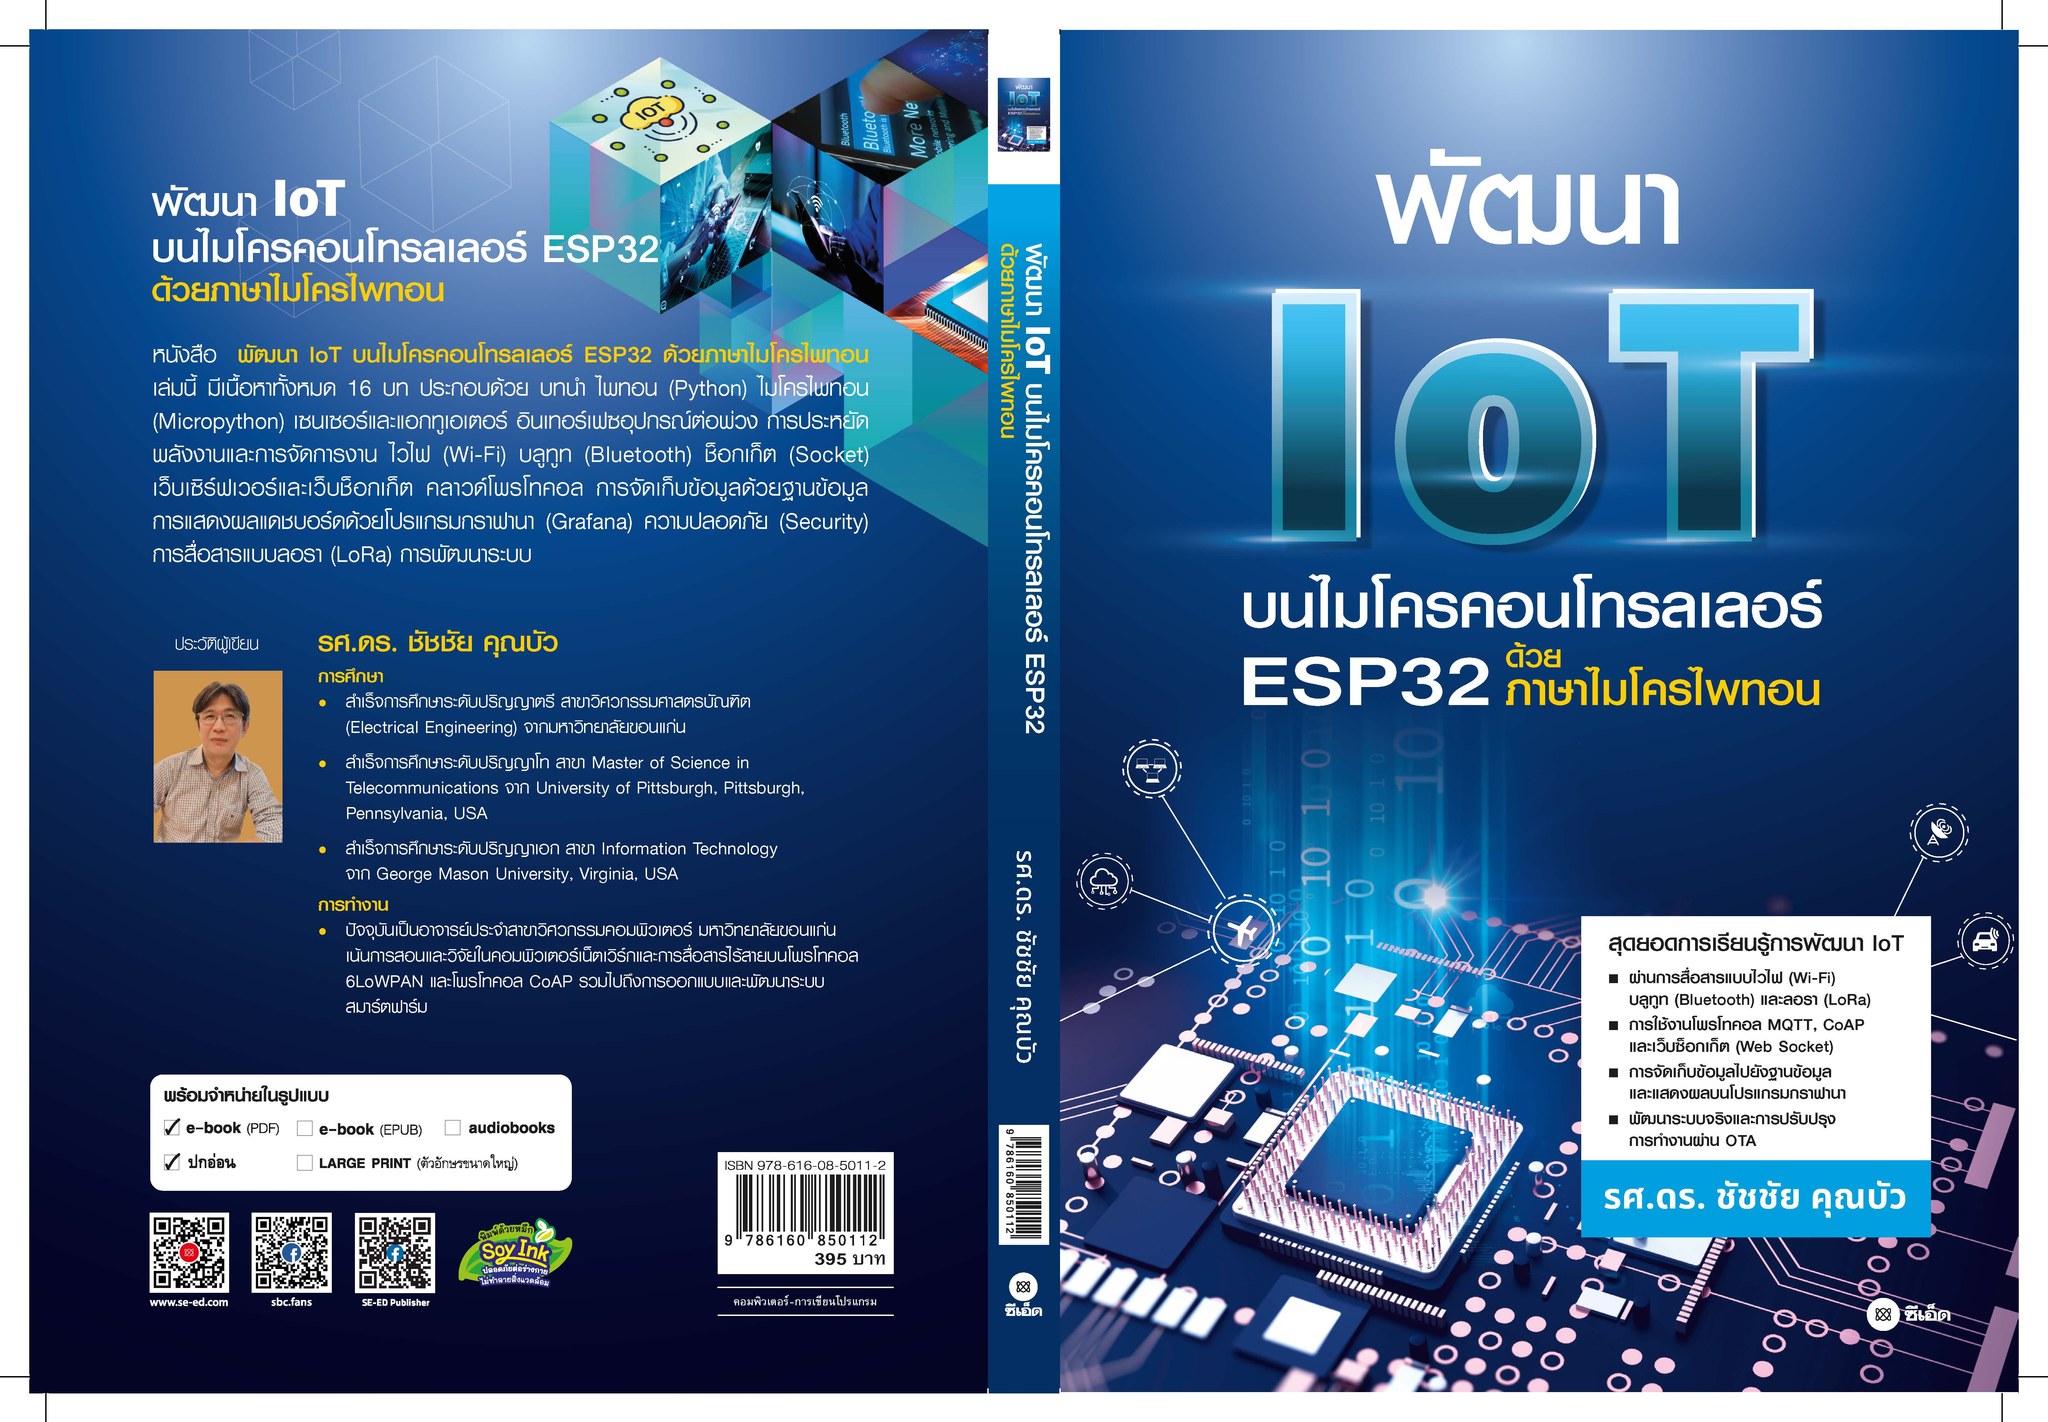 พัฒนา IoT
บนไมโครคอนโทรลเลอร์ ESP32
ด้วยภาษาไมโครไพทอน
หนังสือ พัฒนา IoT บนไมโครคอนโทรลเลอร์ ESP32 ด้วยภาษาไมโครไพทอน
เล่มนี้ มีเนื้อหาทั้งหมด 16 บท ประกอบด้วย บทนำ ไพทอน (Python) ไมโครไพทอน
(Micropython) เซนเซอร์และแอกทูเอเตอร์ อินเทอร์เฟซอุปกรณ์ต่อพ่วง การประหยัด
พลังงานและการจัดการงาน ไวไฟ (Wi-Fi) บลูทูท (Bluetooth) ซ็อกเก็ต (Socket)
เว็บเซิร์ฟเวอร์และเว็บซ็อกเก็ต คลาวด์โพรโทคอล การจัดเก็บข้อมูลด้วยฐานข้อมูล
การแสดงผลแดชบอร์ดด้วยโปรแกรมกราฟานา (Grafana) ความปลอดภัย (Security)
การสื่อสารแบบลอรา (LoRa) การพัฒนาระบบ
ประวัติผู้เขียน
รศ.ดร. ชัชชัย คุณบัว
การศึกษา
• สำเร็จการศึกษาระดับปริญญาตรี สาขาวิศวกรรมศาสตรบัณฑิต
(Electrical Engineering) จากมหาวิทยาลัยขอนแก่น
• สำเร็จการศึกษาระดับปริญญาโท สาขา Master of Science in
Telecommunications จาก University of Pittsburgh, Pittsburgh,
Pennsylvania, USA
• สำเร็จการศึกษาระดับปริญญาเอก สาขา Information Technology
จาก George Mason University, Virginia, USA
การทำงาน
• ปัจจุบันเป็นอาจารย์ประจำสาขาวิศวกรรมคอมพิวเตอร์ มหาวิทยาลัยขอนแก่น
เน้นการสอนและวิจัยในคอมพิวเตอร์เน็ตเวิร์กและการสื่อสารไร้สายบนโพรโทคอล
6LoWPAN และโพรโทคอล CoAP รวมไปถึงการออกแบบและพัฒนาระบบ
สมาร์ตฟาร์ม
พร้อมจำหน่ายในรูปแบบ
e-book (PDF) e-book (EPUB) audiobooks
ปกอ่อน LARGE PRINT (ตัวอักษรขนาดใหญ่)
www.se-ed.com
sbc.fans
SE-ED Publisher
พิมพ์ด้วยหมึก
Soy Ink
ปลอดภัยต่อร่างกาย
ไม่ทำลายสิ่งแวดล้อม
ISBN 978-616-08-5011-2
9 786160 850112
395 บาท
คอมพิวเตอร์-การเขียนโปรแกรม
IOT
Bluetooth
Bluetooth
More Ne
พัฒนา
IoT
ESP32
พัฒนา IoT บนไมโครคอนโทรลเลอร์ ESP32
ด้วยภาษาไมโครไพทอน
รศ.ดร. ชัชชัย คุณบัว
9 786160 850112
ซีเอ็ด
พัฒนา
IoT
บนไมโครคอนโทรลเลอร์
ESP32 ด้วย
ภาษาไมโครไพทอน
สุดยอดการเรียนรู้การพัฒนา IoT
■ ผ่านการสื่อสารแบบไวไฟ (Wi-Fi)
บลูทูท (Bluetooth) และลอรา (LoRa)
■ การใช้งานโพรโทคอล MQTT, CoAP
และเว็บซ็อกเก็ต (Web Socket)
■ การจัดเก็บข้อมูลไปยังฐานข้อมูล
และแสดงผลบนโปรแกรมกราฟานา
■ พัฒนาระบบจริงและการปรับปรุง
การทำงานผ่าน OTA
รศ.ดร. ชัชชัย คุณบัว
ซีเอ็ด